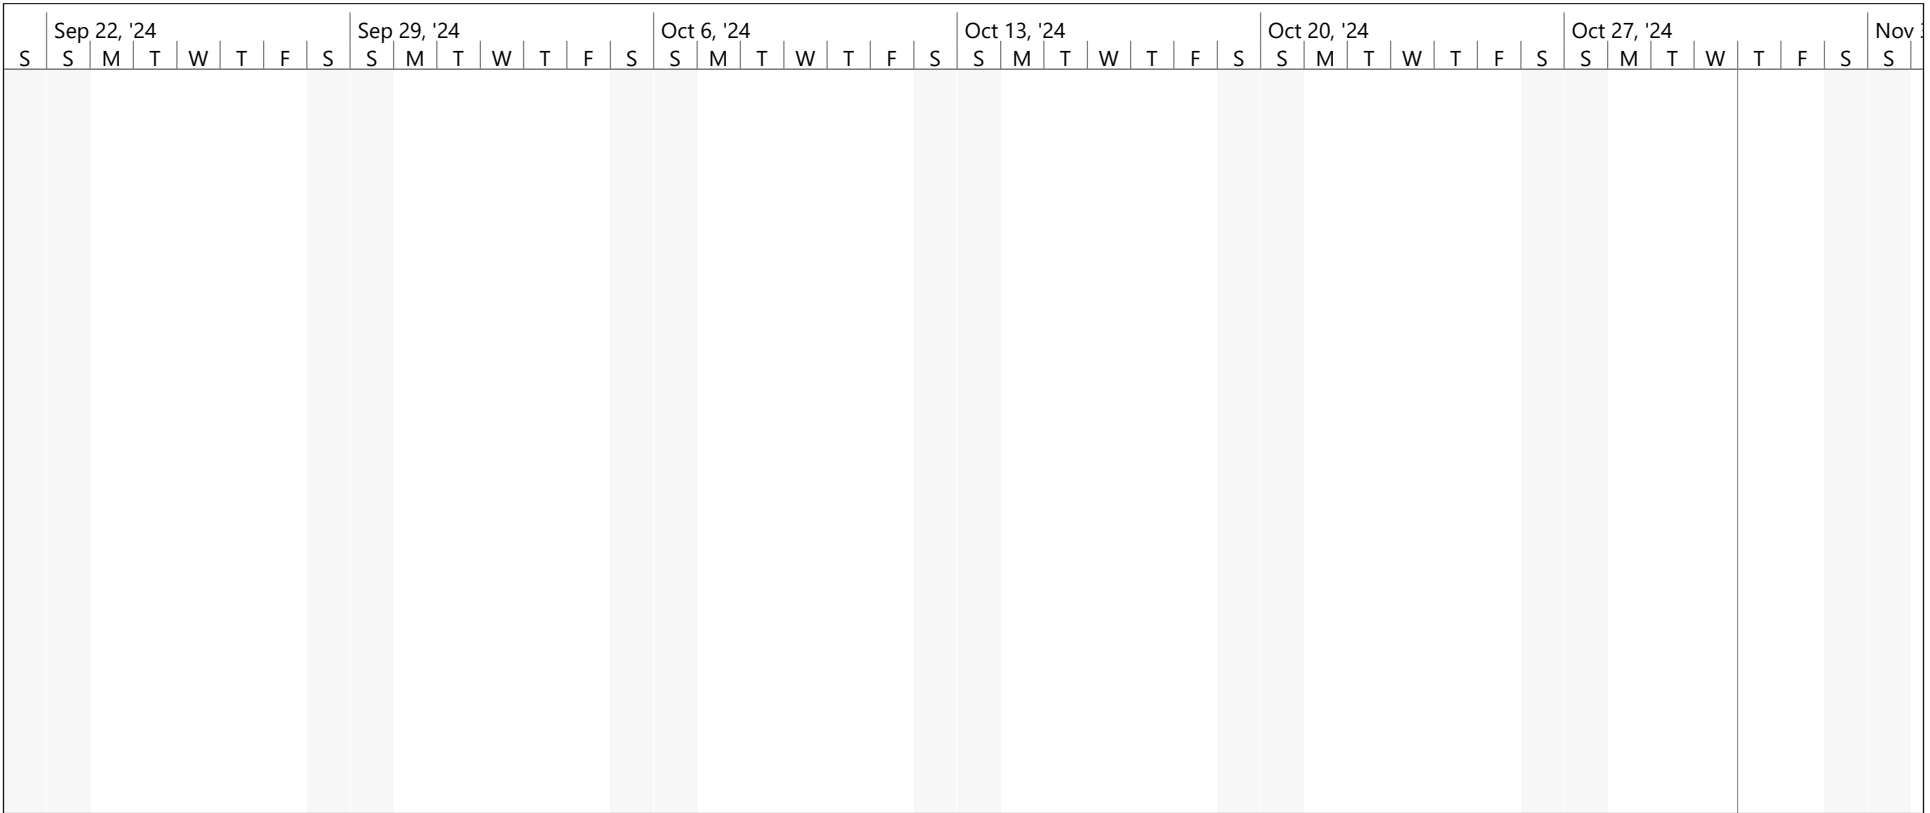 Sep 22, '24 Sep 29, '24 Oct 6, '24 Oct 13, '24 Oct 20, '24 Oct 27, '24 Nov
S S M T W T F S S M T W T F S S M T W T F S S M T W T F S S M T W T F S S M T W T F S S